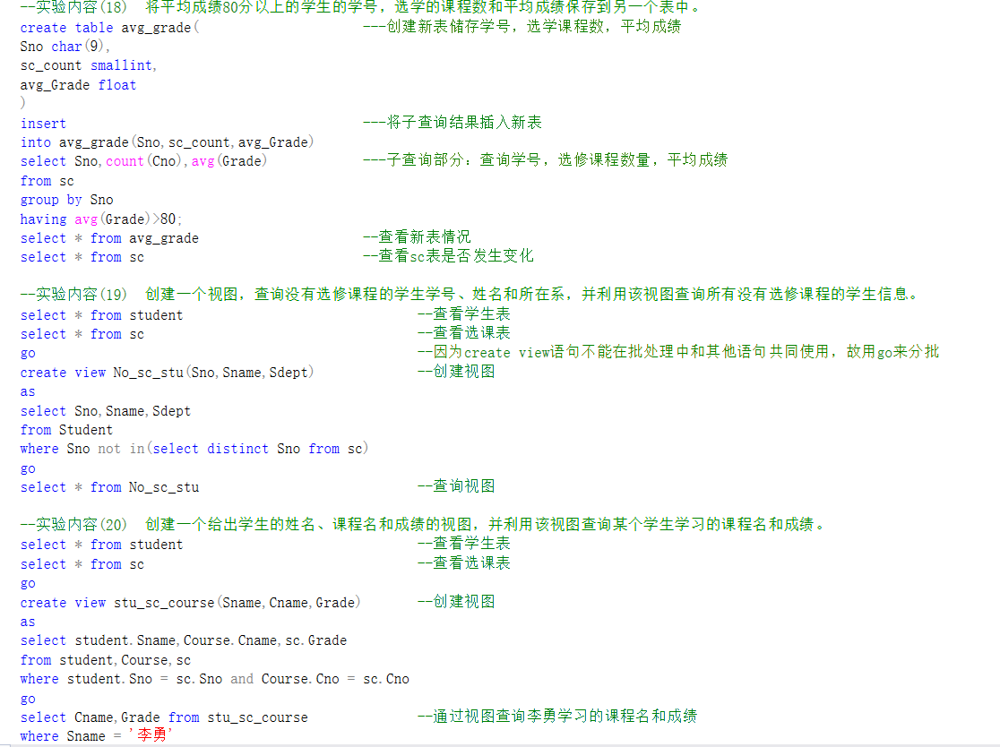 --实验内容(18)  将平均成绩80分以上的学生的学号，选学的课程数和平均成绩保存到另一个表中。
create table avg_grade(                     ---创建新表储存学号，选学课程数，平均成绩
Sno char(9),
sc_count smallint,
avg_Grade float
)
insert                                      ---将子查询结果插入新表
into avg_grade(Sno,sc_count,avg_Grade)
select Sno,count(Cno),avg(Grade)            ---子查询部分：查询学号，选修课程数量，平均成绩
from sc
group by Sno
having avg(Grade)>80;
select * from avg_grade                     --查看新表情况
select * from sc                            --查看sc表是否发生变化
--实验内容(19)  创建一个视图，查询没有选修课程的学生学号、姓名和所在系，并利用该视图查询所有没有选修课程的学生信息。
select * from student                              --查看学生表
select * from sc                                   --查看选课表
go                                                 --因为create view语句不能在批处理中和其他语句共同使用，故用go来分批
create view No_sc_stu(Sno,Sname,Sdept)             --创建视图
as
select Sno,Sname,Sdept
from Student
where Sno not in(select distinct Sno from sc)
go
select * from No_sc_stu                            --查询视图
--实验内容(20)  创建一个给出学生的姓名、课程名和成绩的视图，并利用该视图查询某个学生学习的课程名和成绩。
select * from student                              --查看学生表
select * from sc                                   --查看选课表
go
create view stu_sc_course(Sname,Cname,Grade)       --创建视图
as
select student.Sname,Course.Cname,sc.Grade
from student,Course,sc
where student.Sno = sc.Sno and Course.Cno = sc.Cno
go
select Cname,Grade from stu_sc_course              --通过视图查询李勇学习的课程名和成绩
where Sname = '李勇'